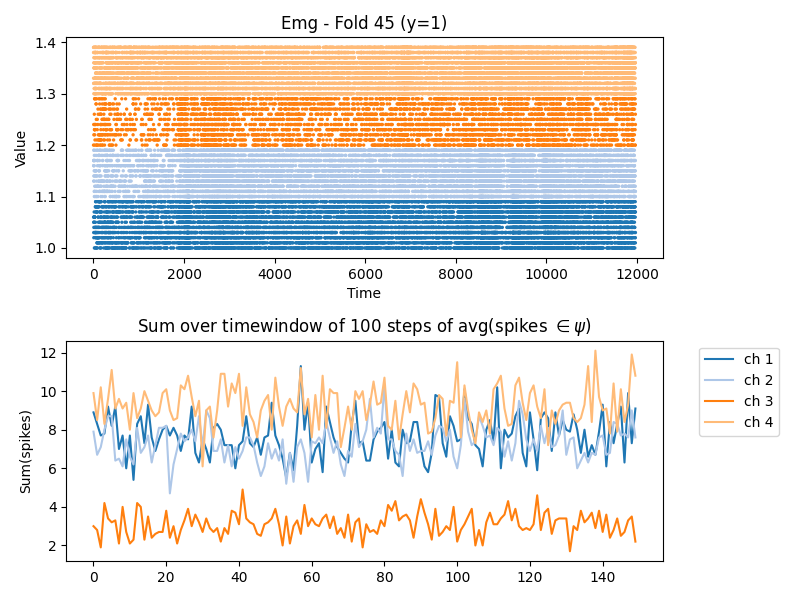 Emg - Fold 45 (y=1)
1.4
1.3
1.2
1.1
1.0
Value
0 2000 4000 6000 8000 10000 12000
Time
Sum over timewindow of 100 steps of avg(spikes ∈ ψ)
12
10
8
6
4
2
Sum(spikes)
0 20 40 60 80 100 120 140
ch 1
ch 2
ch 3
ch 4